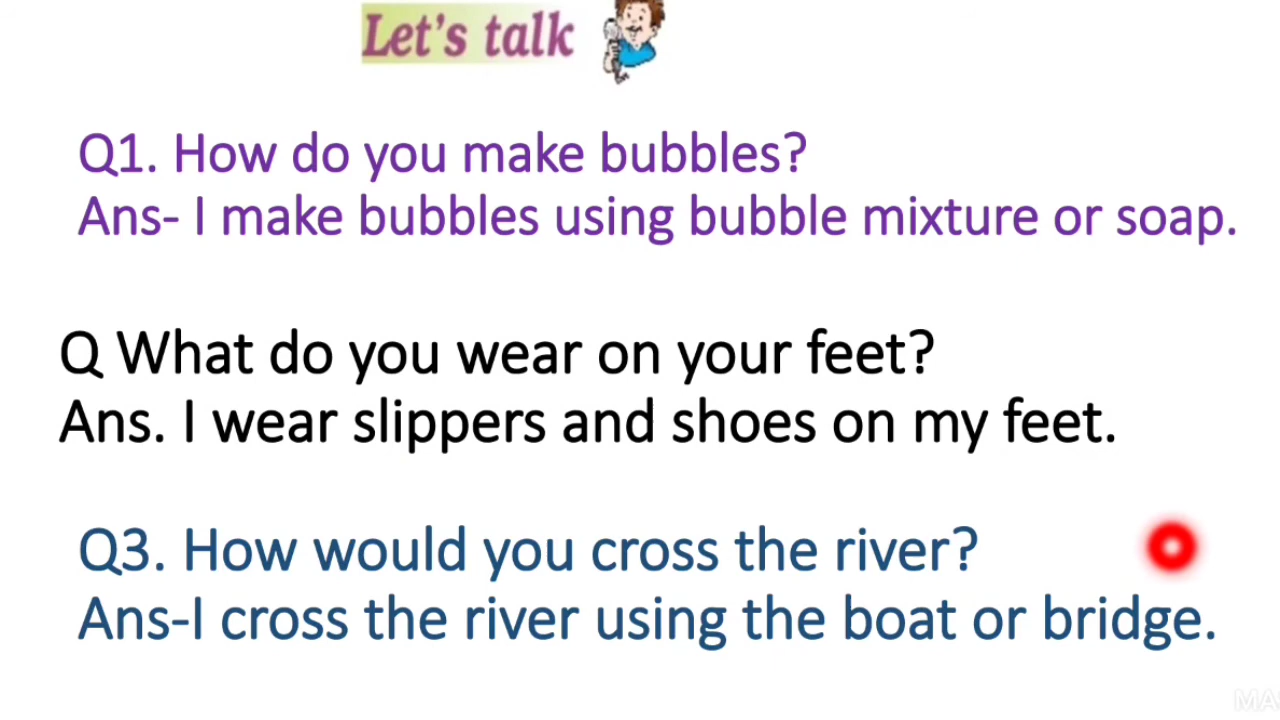 Let's talk
Q1. How do you make bubbles?
Ans- I make bubbles using bubble mixture or soap.
Q What do you wear on your feet?
Ans. I wear slippers and shoes on my feet.
Q3. How would you cross the river?
Ans-I cross the river using the boat or bridge.